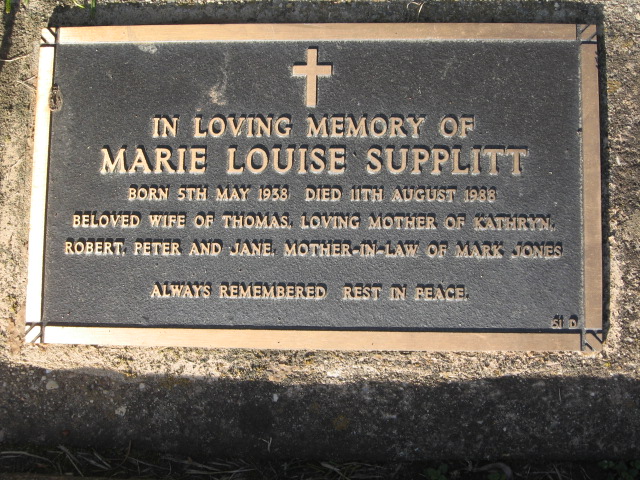 IN LOVING MEMORY OF
MARIE LOUISE SUPPLITT
BORN 5TH MAY 1938 DIED 11TH AUGUST 1988
BELOVED WIFE OF THOMAS, LOVING MOTHER OF KATHRYN,
ROBERT, PETER AND JANE, MOTHER-IN-LAW OF MARK JONES
ALWAYS REMEMBERED REST IN PEACE.